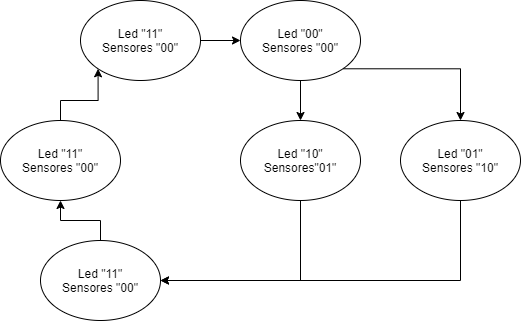 Led "11"
Sensores "00"
Led "00"
Sensores "00"
Led "11"
Sensores "00"
Led "10"
Sensores"01"
Led "01"
Sensores "10"
Led "11"
Sensores "00"